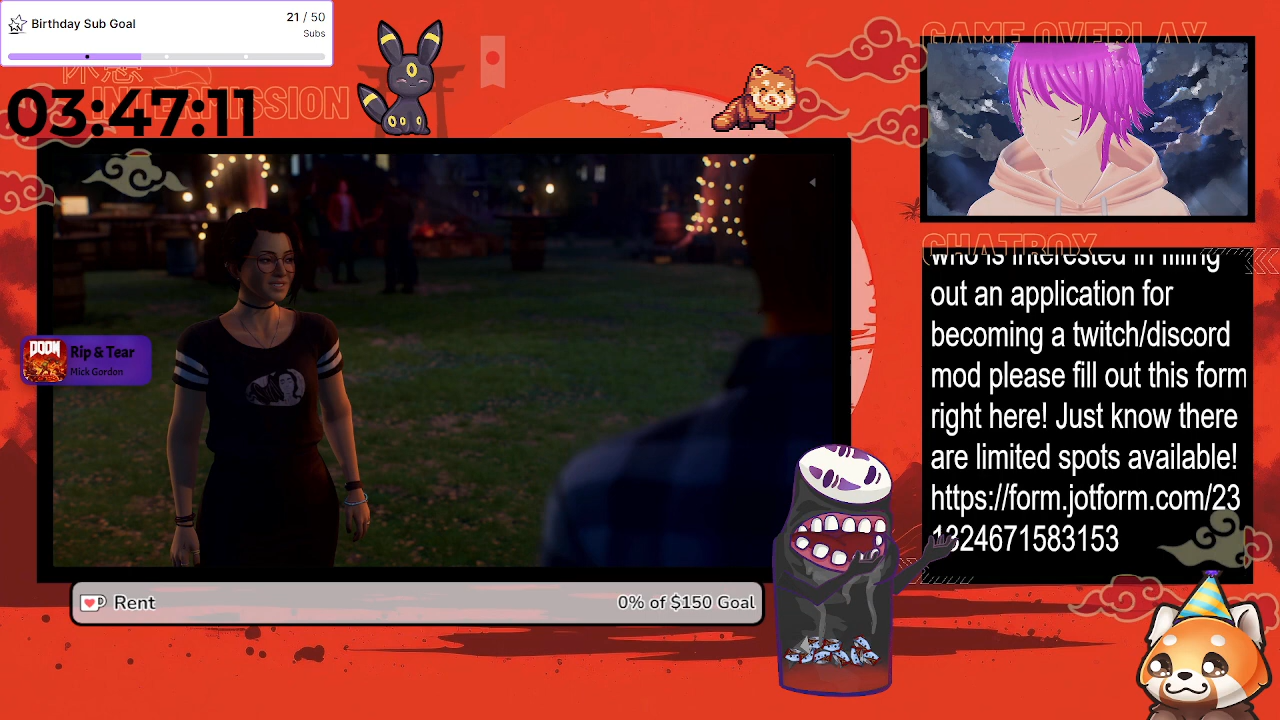 Birthday Sub Goal
21 / 50
Subs
休憩
INTERMISSION
03:47:11
GAME OVERLAY
CHATBOX
who is interested in filling
out an application for
becoming a twitch/discord
mod please fill out this form
right here! Just know there
are limited spots available!
https://form.jotform.com/23
1324671583153
DOOM
Rip & Tear
Mick Gordon
Rent
0% of $150 Goal